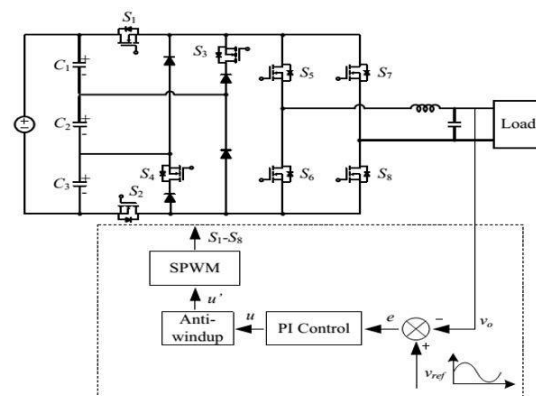 S1
S3
C1
S5
S7
C2
Load
S4
S6
S8
C3
S2
S1-S8
SPWM
u'
Anti-
windup
u
PI Control
e
vo
vref